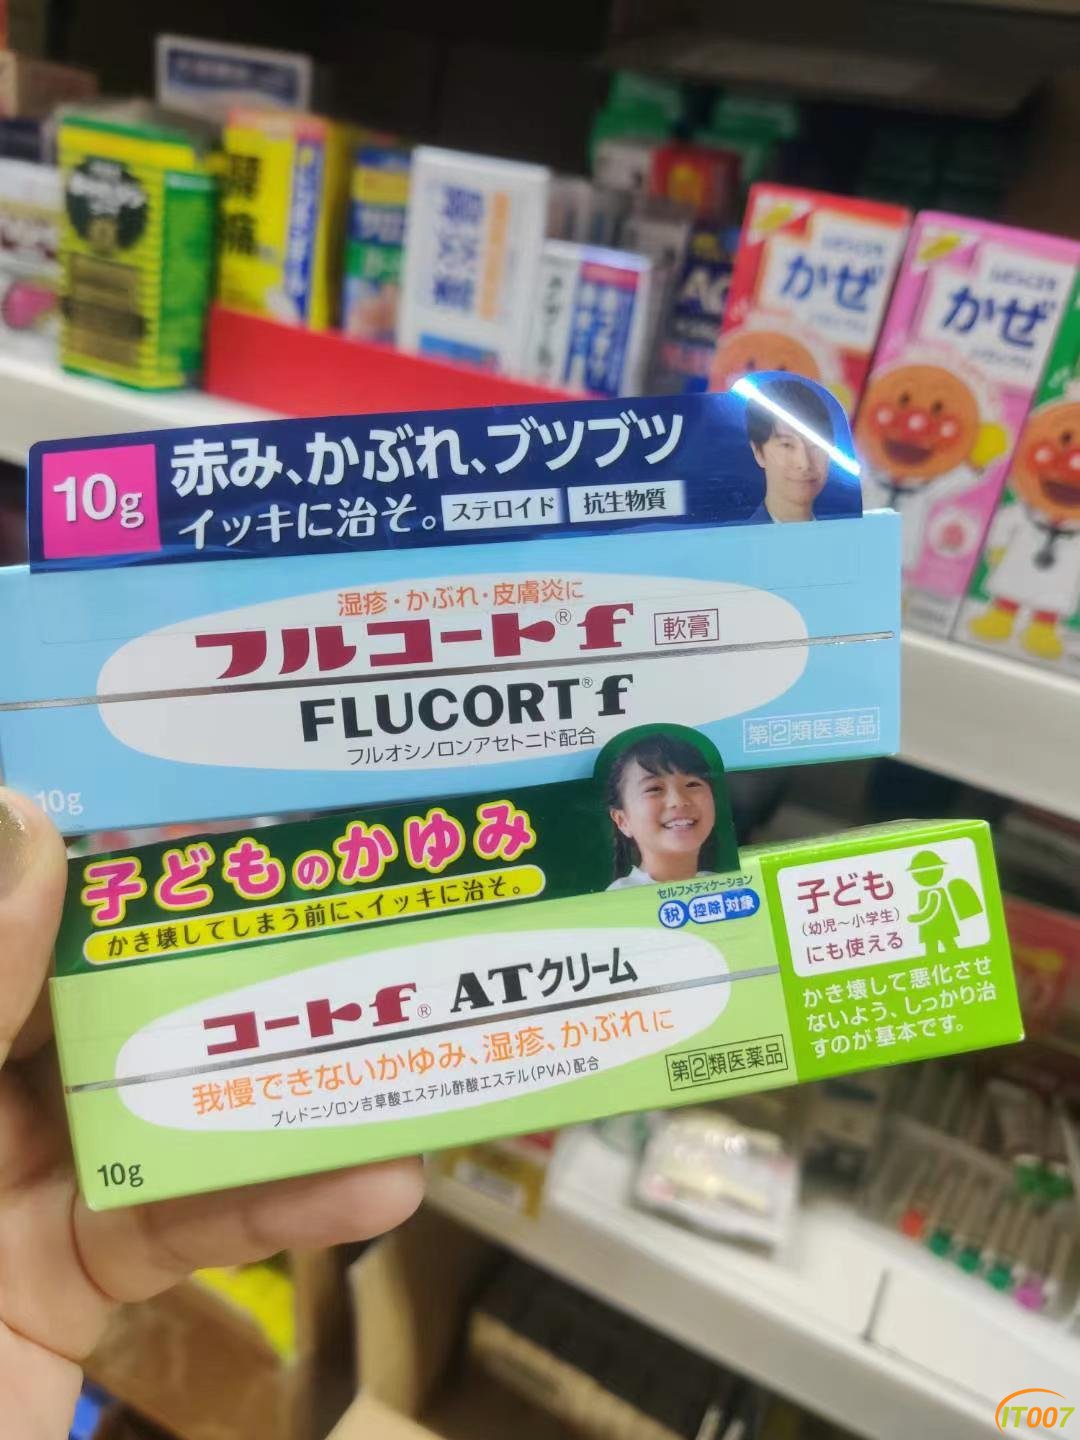 かぜ
かぜ
10g
赤み、かぶれ、ブツブツ
イッキに治そ。
ステロイド
抗生物質
湿疹・かぶれ・皮膚炎に
フルコート®f
軟膏
FLUCORT®f
フルオシノロンアセトニド配合
第②類医薬品
10g
子どものかゆみ
かき壊してしまう前に、イッキに治そ。
セルフメディケーション
税 控除 対象
コートf® ATクリーム
我慢できないかゆみ、湿疹、かぶれに
プレドニゾロン吉草酸エステル酢酸エステル(PVA)配合
第②類医薬品
10g
子ども
(幼児～小学生)
にも使える
かき壊して悪化させ
ないよう、しっかり治
すのが基本です。
IT007